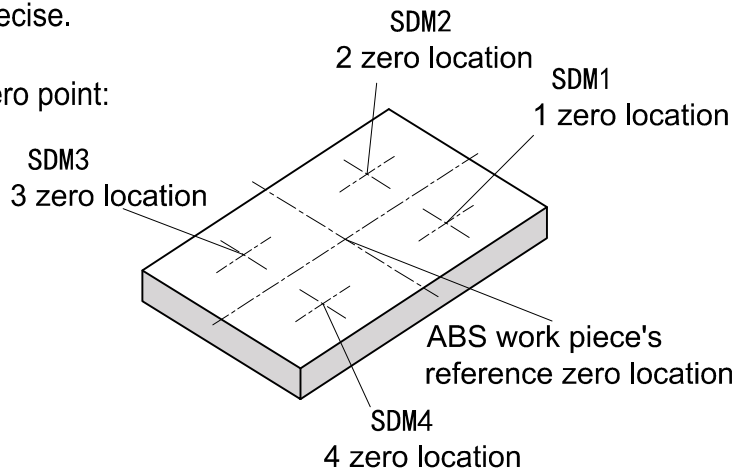 ecise.
SDM2
2 zero location
ero point:
SDM1
1 zero location
SDM3
3 zero location
ABS work piece's
reference zero location
SDM4
4 zero location